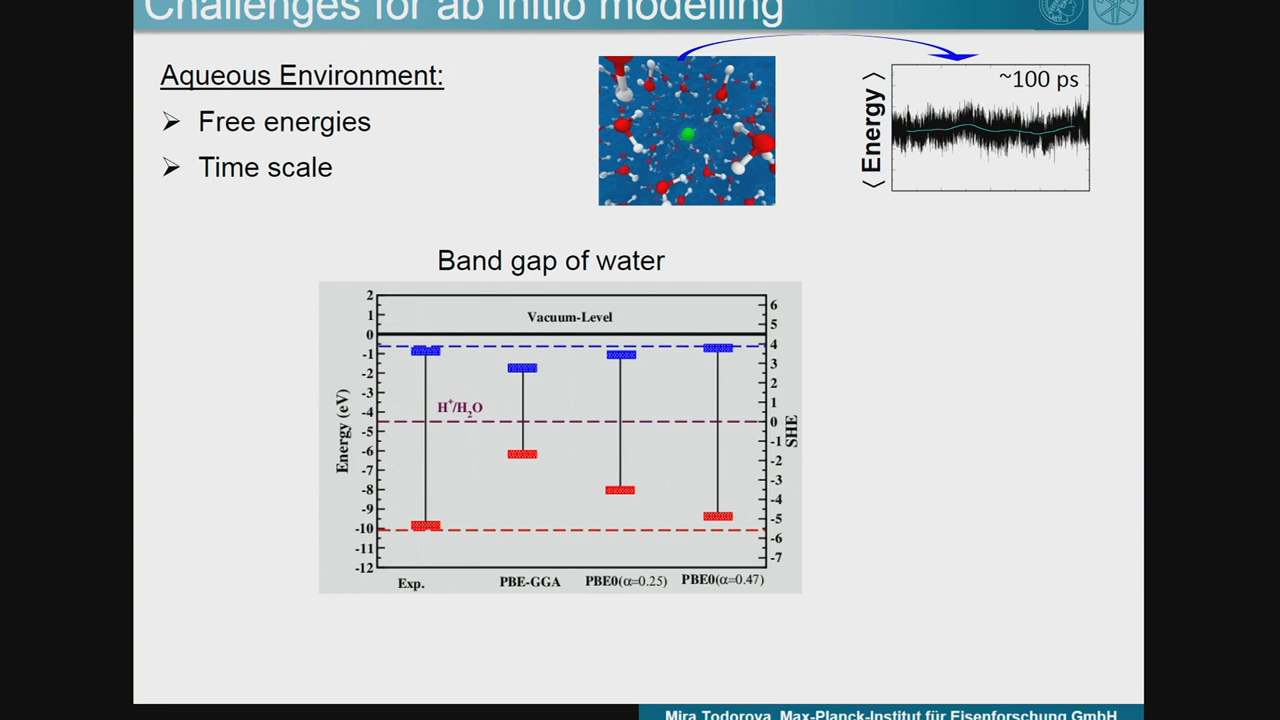 Challenges for ab initio modelling
Aqueous Environment:
➤ Free energies
➤ Time scale
~100 ps
⟨ Energy ⟩
Band gap of water
Vacuum-Level
H⁺/H₂O
Energy (eV)
2
1
0
-1
-2
-3
-4
-5
-6
-7
-8
-9
-10
-11
-12
6
5
4
3
2
1
0
-1
-2
-3
-4
-5
-6
-7
SHE
Exp. PBE-GGA PBE0(α=0.25) PBE0(α=0.47)
Mira Todorova, Max-Planck-Institut für Eisenforschung GmbH